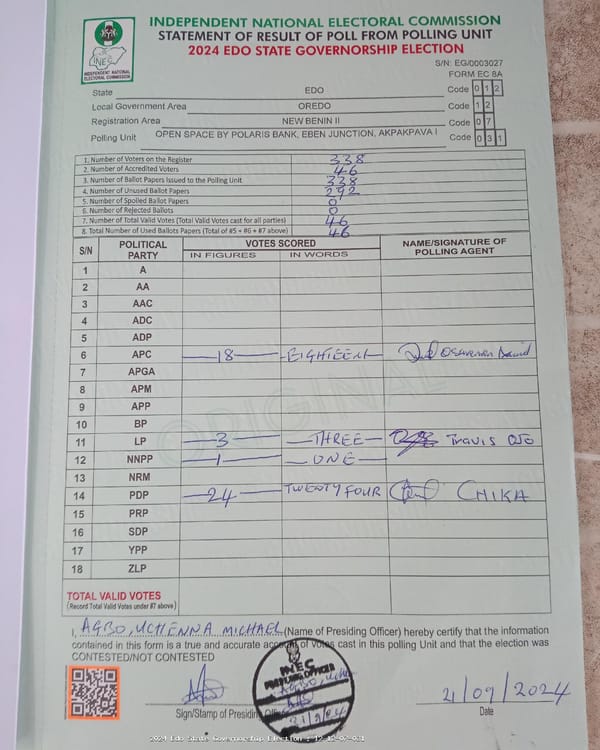 INDEPENDENT NATIONAL ELECTORAL COMMISSION
STATEMENT OF RESULT OF POLL FROM POLLING UNIT
2024 EDO STATE GOVERNORSHIP ELECTION
INEC
INDEPENDENT NATIONAL ELECTORAL COMMISSION
S/N: EG/0003027
FORM EC 8A
State EDO Code 0 1 2
Local Government Area OREDO Code 1 2
Registration Area NEW BENIN II Code 0 7
Polling Unit OPEN SPACE BY POLARIS BANK, EBEN JUNCTION, AKPAKPAVA I Code 0 3 1
1. Number of Voters on the Register 338
2. Number of Accredited Voters 46
3. Number of Ballot Papers Issued to the Polling Unit 338
4. Number of Unused Ballot Papers 292
5. Number of Spoiled Ballot Papers 0
6. Number of Rejected Ballots 0
7. Number of Total Valid Votes (Total Valid Votes cast for all parties) 46
8. Total Number of Used Ballots Papers (Total of #5 + #6 + #7 above) 46
S/N POLITICAL PARTY VOTES SCORED NAME/SIGNATURE OF POLLING AGENT
IN FIGURES IN WORDS
1 A
2 AA
3 AAC
4 ADC
5 ADP
6 APC 18 EIGHTEEN David
7 APGA
8 APM
9 APP
10 BP
11 LP 3 THREE Travis
12 NNPP 1 ONE
13 NRM
14 PDP 24 TWENTY FOUR CHIKA
15 PRP
16 SDP
17 YPP
18 ZLP
ORIGINAL
TOTAL VALID VOTES
(Record Total Valid Votes under #7 above)
I, AGBO, UCHENNA MICHAEL (Name of Presiding Officer) hereby certify that the information
contained in this form is a true and accurate account of votes cast in this polling Unit and that the election was
CONTESTED/NOT CONTESTED
INEC
PRESIDING OFFICER
21/09/2024
Sign/Stamp of Presiding Date
2024 Edo State Governorship Election